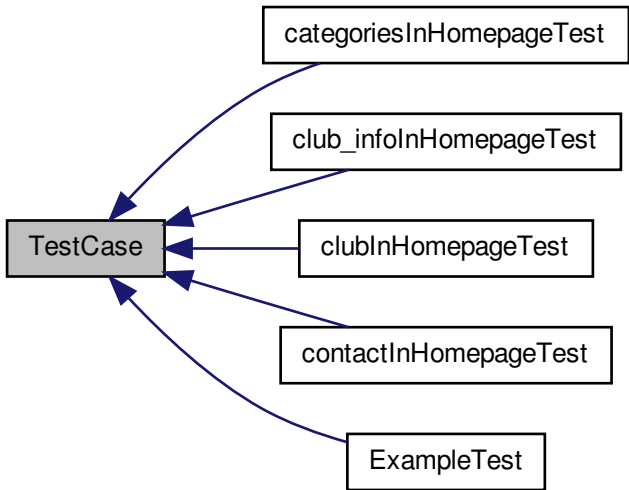 categoriesInHomepageTest
club_infoInHomepageTest
TestCase
clubInHomepageTest
contactInHomepageTest
ExampleTest